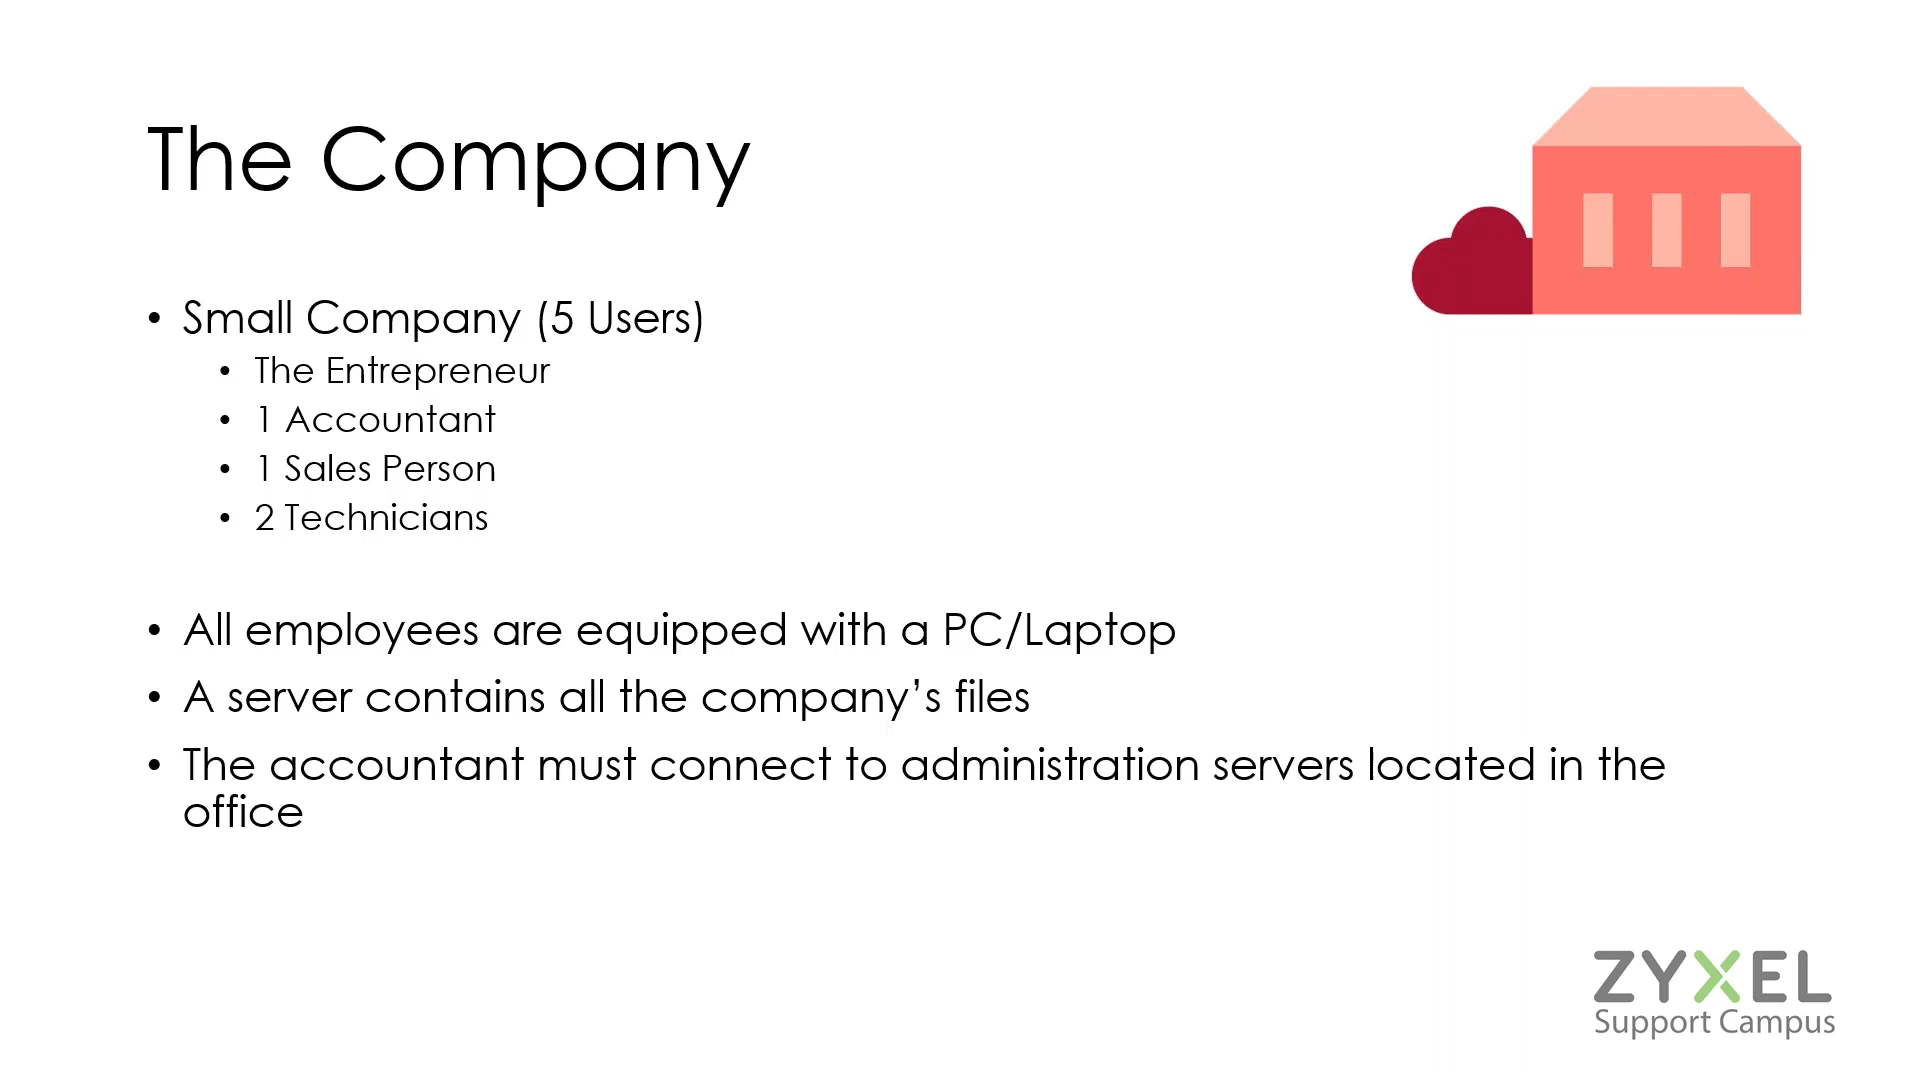 The Company
• Small Company (5 Users)
• The Entrepreneur
• 1 Accountant
• 1 Sales Person
• 2 Technicians
• All employees are equipped with a PC/Laptop
• A server contains all the company’s files
• The accountant must connect to administration servers located in the
office
ZYXEL
Support Campus